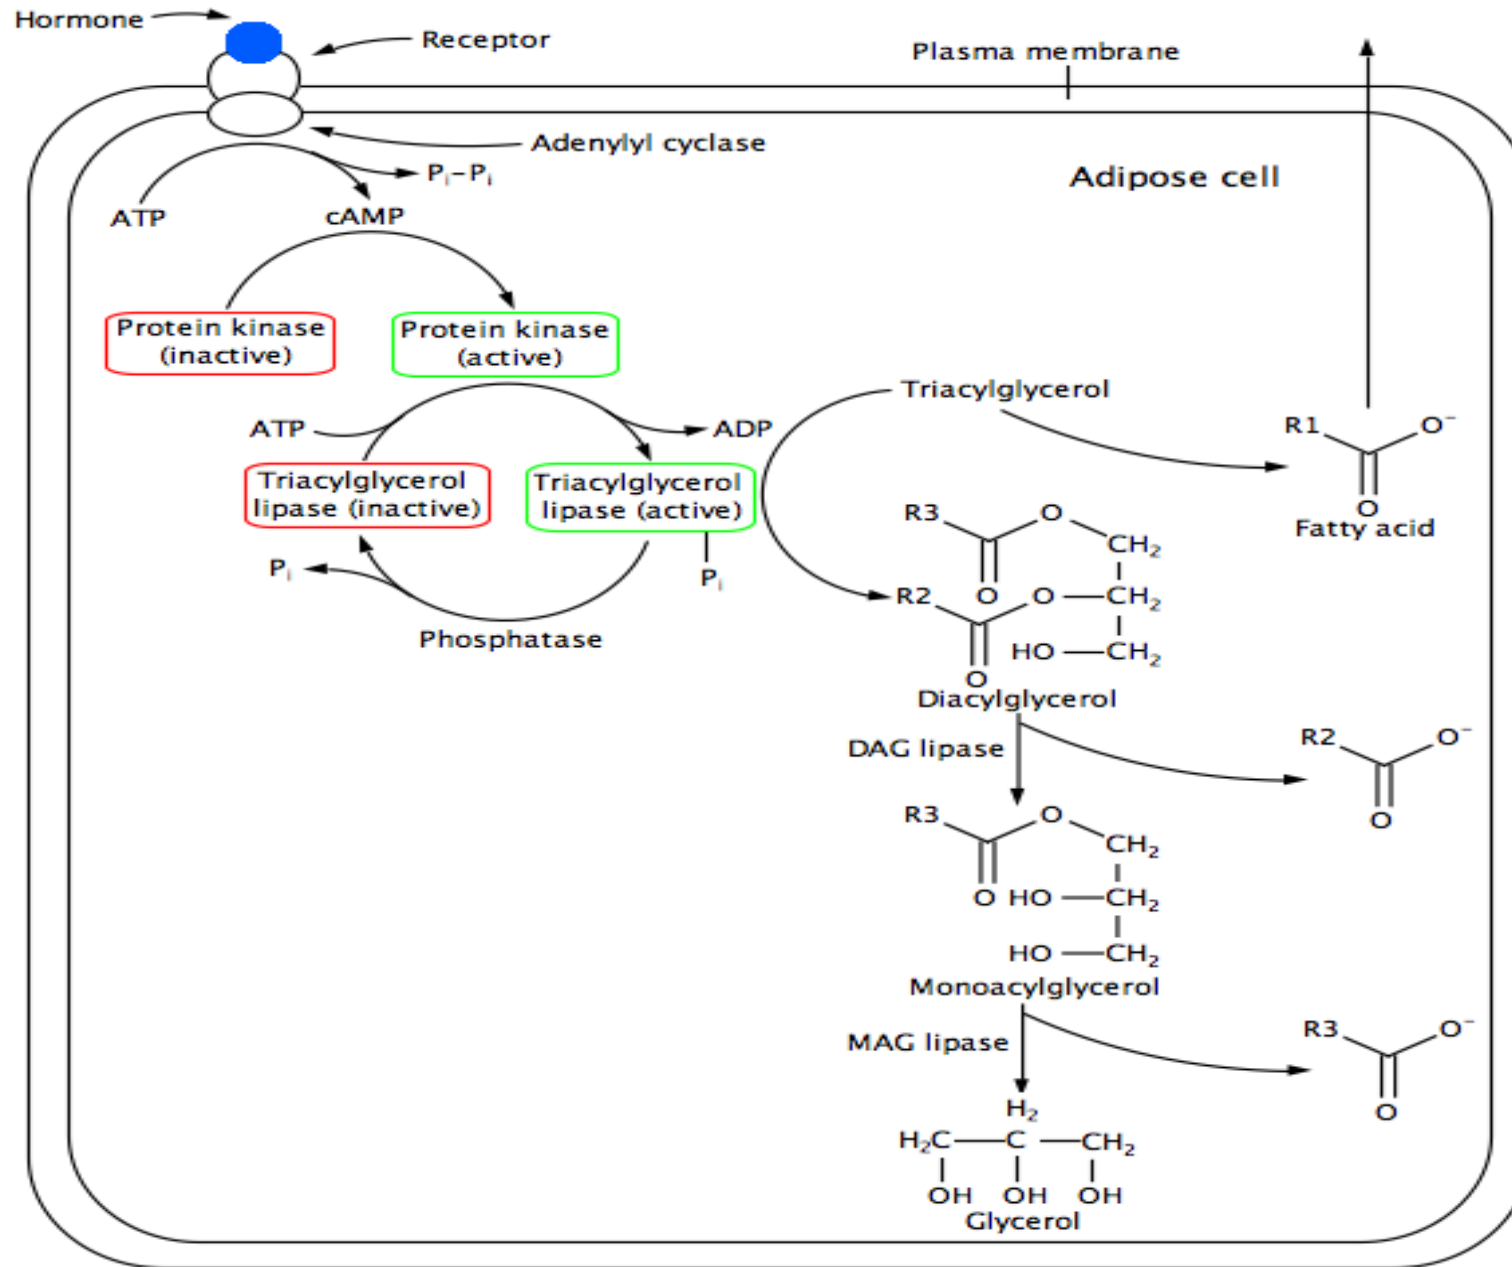 Hormone
Receptor
Plasma membrane
Adenylyl cyclase
Pᵢ-Pᵢ
Adipose cell
ATP
cAMP
Protein kinase
(inactive)
Protein kinase
(active)
ATP
ADP
Triacylglycerol
lipase (inactive)
Triacylglycerol
lipase (active)
Pᵢ
Pᵢ
Phosphatase
Triacylglycerol
R1
O⁻
O
Fatty acid
R3
O
CH₂
O
R2
O
CH₂
O
HO
CH₂
Diacylglycerol
DAG lipase
R2
O⁻
O
R3
O
CH₂
O
HO
CH₂
HO
CH₂
Monoacylglycerol
MAG lipase
R3
O⁻
O
H₂
H₂C
C
CH₂
OH
OH
OH
Glycerol